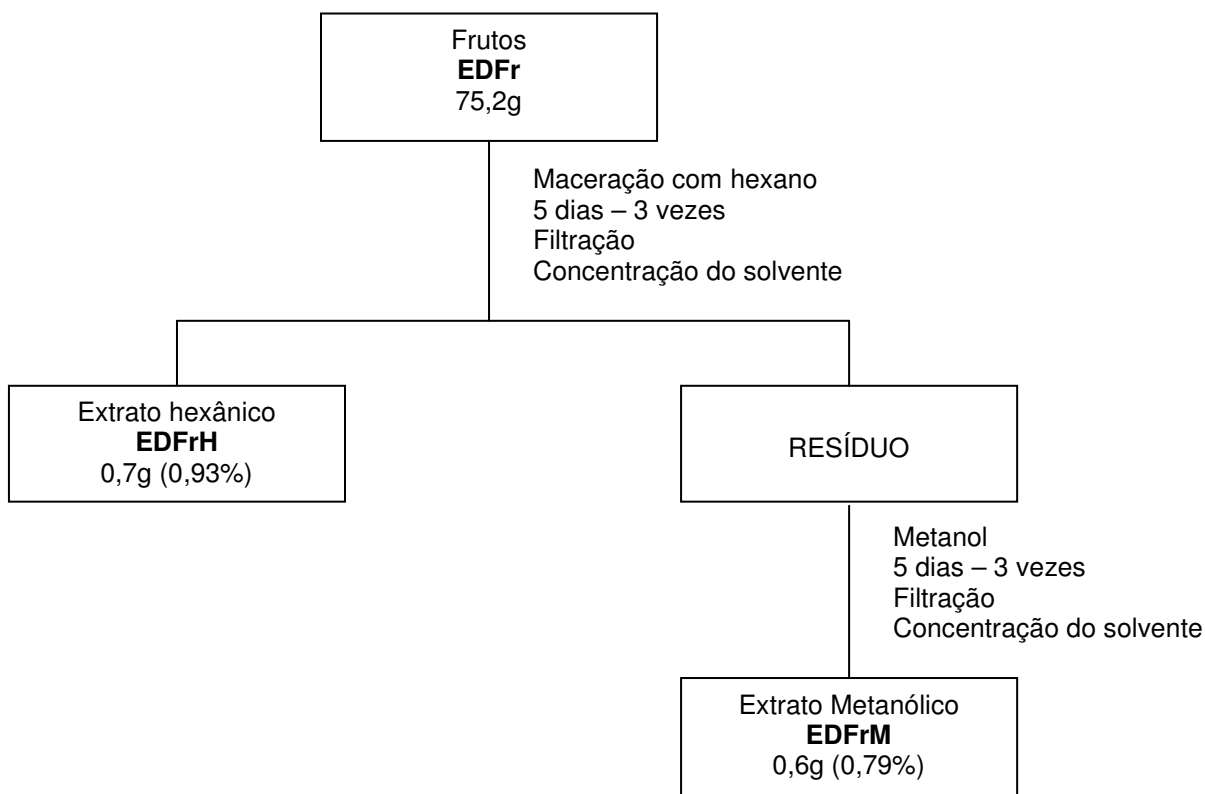 Frutos
EDFr
75,2g
Maceração com hexano
5 dias – 3 vezes
Filtração
Concentração do solvente
Extrato hexânico
EDFrH
0,7g (0,93%)
RESÍDUO
Metanol
5 dias – 3 vezes
Filtração
Concentração do solvente
Extrato Metanólico
EDFrM
0,6g (0,79%)